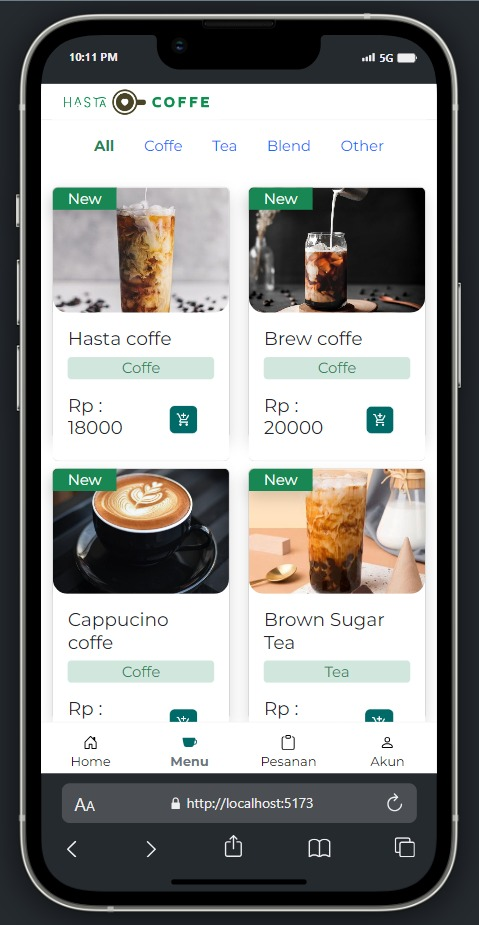 10:11 PM
5G
HASTA COFFE
All Coffe Tea Blend Other
New
New
Hasta coffe
Brew coffe
Coffe
Coffe
Rp :
18000
Rp :
20000
New
New
Cappucino
coffe
Brown Sugar
Tea
Coffe
Tea
Rp :
Rp :
Home Menu Pesanan Akun
AA http://localhost:5173